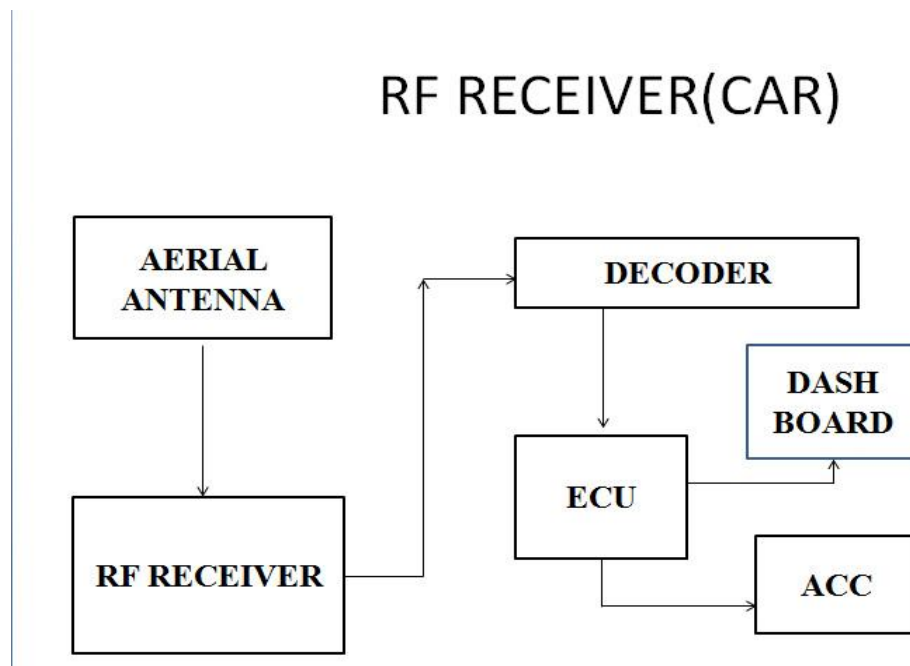 RF RECEIVER(CAR)
AERIAL
ANTENNA
DECODER
DASH
BOARD
ECU
RF RECEIVER
ACC